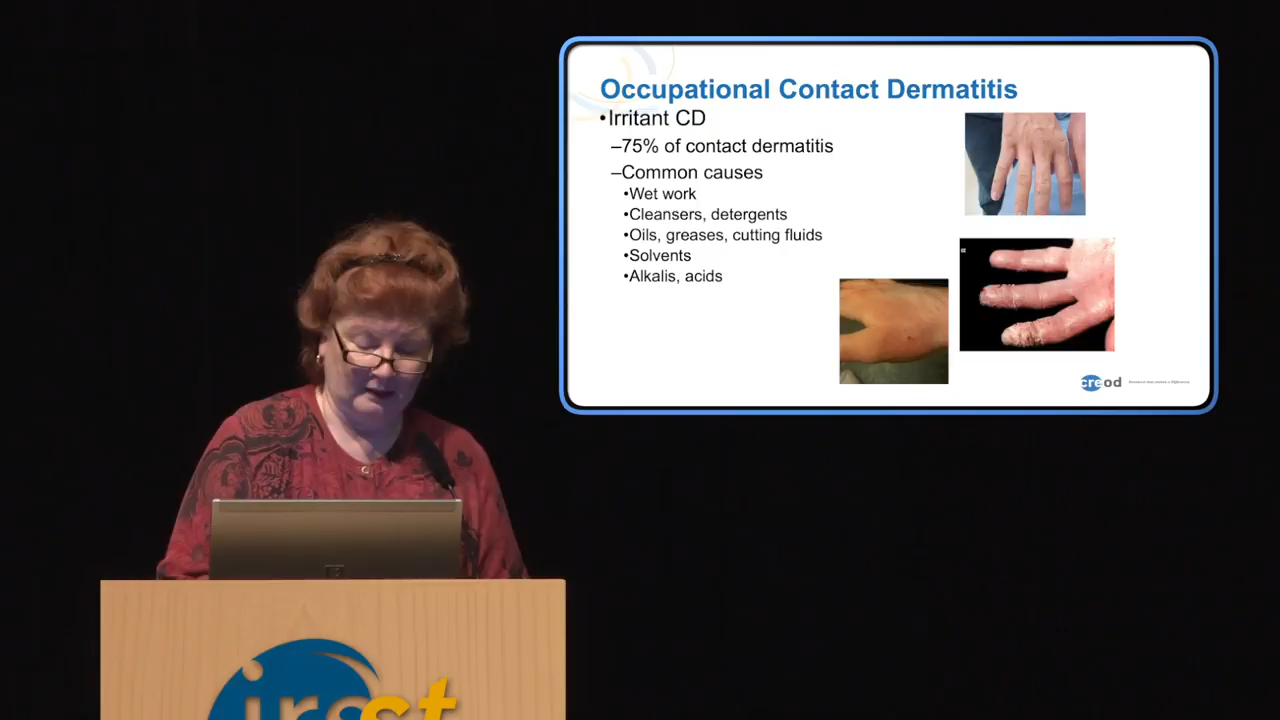 Occupational Contact Dermatitis
•Irritant CD
–75% of contact dermatitis
–Common causes
•Wet work
•Cleansers, detergents
•Oils, greases, cutting fluids
•Solvents
•Alkalis, acids
creod
irsst